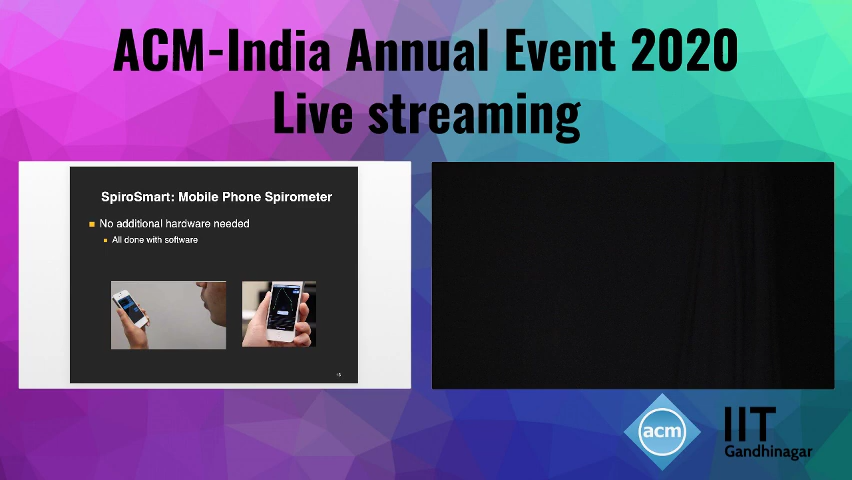 ACM-India Annual Event 2020
Live streaming
SpiroSmart: Mobile Phone Spirometer
No additional hardware needed
All done with software
acm
IIT
Gandhinagar